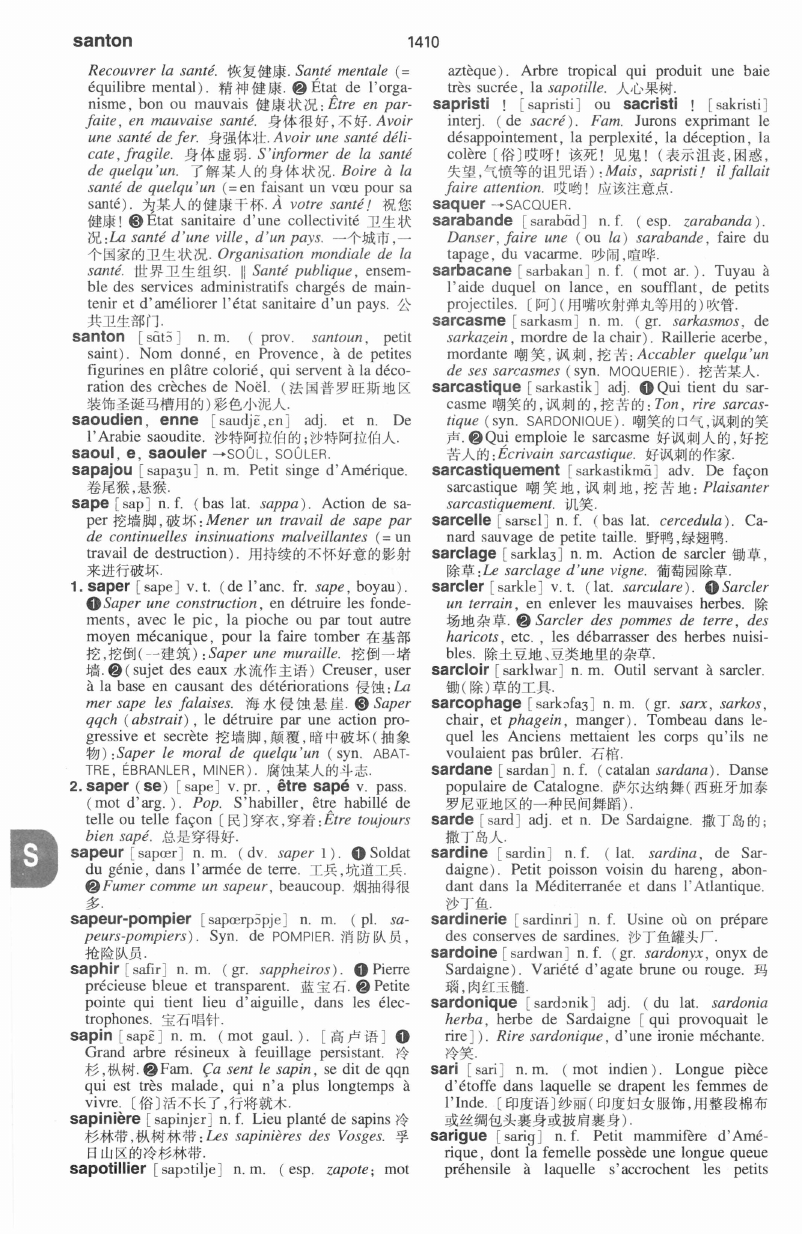 santon
1410
Recouvrer la santé. 恢复健康. Santé mentale (=
équilibre mental). 精神健康. ❷ État de l'orga-
nisme, bon ou mauvais 健康状况: Être en par-
faite, en mauvaise santé. 身体很好,不好. Avoir
une santé de fer. 身强体壮. Avoir une santé déli-
cate, fragile. 身体虚弱. S'informer de la santé
de quelqu'un. 了解某人的身体状况. Boire à la
santé de quelqu'un (=en faisant un vœu pour sa
santé). 为某人的健康干杯. À votre santé! 祝您
健康! ❸ État sanitaire d'une collectivité 卫生状
况:La santé d'une ville, d'un pays. 一个城市,一
个国家的卫生状况. Organisation mondiale de la
santé. 世界卫生组织. ‖ Santé publique, ensem-
ble des services administratifs chargés de main-
tenir et d'améliorer l'état sanitaire d'un pays. 公
共卫生部门.
santon [sɑ̃tɔ̃] n.m. ( prov. santoun, petit
saint). Nom donné, en Provence, à de petites
figurines en plâtre colorié, qui servent à la déco-
ration des crèches de Noël. (法国普罗旺斯地区
装饰圣诞马槽用的)彩色小泥人.
saoudien, enne [saudjɛ̃,ɛn] adj. et n. De
l'Arabie saoudite. 沙特阿拉伯的;沙特阿拉伯人.
saoul, e, saouler →SOÛL, SOÛLER.
sapajou [sapaʒu] n.m. Petit singe d'Amérique.
卷尾猴,悬猴.
sape [sap] n.f. (bas lat. sappa). Action de sa-
per 挖墙脚,破坏:Mener un travail de sape par
de continuelles insinuations malveillantes (= un
travail de destruction). 用持续的不怀好意的影射
来进行破坏.
1. saper [sape] v.t. (de l'anc. fr. sape, boyau).
❶ Saper une construction, en détruire les fonde-
ments, avec le pic, la pioche ou par tout autre
moyen mécanique, pour la faire tomber 在基部
挖,挖倒(一建筑):Saper une muraille. 挖倒一堵
墙. ❷ (sujet des eaux 水流作主语) Creuser, user
à la base en causant des détériorations 侵蚀:La
mer sape les falaises. 海水侵蚀悬崖. ❸ Saper
qqch (abstrait), le détruire par une action pro-
gressive et secrète 挖墙脚,颠覆,暗中破坏(抽象
物):Saper le moral de quelqu'un (syn. ABAT-
TRE, ÉBRANLER, MINER). 腐蚀某人的斗志.
2. saper (se) [sape] v.pr., être sapé v. pass.
(mot d'arg.). Pop. S'habiller, être habillé de
telle ou telle façon [民]穿衣,穿着:Être toujours
bien sapé. 总是穿得好.
sapeur [sapœr] n. m. (dv. saper 1). ❶ Soldat
du génie, dans l'armée de terre. 工兵,坑道工兵.
❷ Fumer comme un sapeur, beaucoup. 烟抽得很
多.
sapeur-pompier [sapœrpɔ̃pje] n. m. (pl. sa-
peurs-pompiers). Syn. de POMPIER. 消防队员,
抢险队员.
saphir [safir] n. m. (gr. sappheiros). ❶ Pierre
précieuse bleue et transparent. 蓝宝石. ❷ Petite
pointe qui tient lieu d'aiguille, dans les élec-
trophones. 宝石唱针.
sapin [sapɛ̃] n.m. (mot gaul.). [高卢语] ❶
Grand arbre résineux à feuillage persistant. 冷
杉,枞树. ❷ Fam. Ça sent le sapin, se dit de qqn
qui est très malade, qui n'a plus longtemps à
vivre. [俗]活不长了,行将就木.
sapinière [sapinjɛr] n.f. Lieu planté de sapins 冷
杉林带,枞树林带:Les sapinières des Vosges. 孚
日山区的冷杉林带.
sapotillier [sapɔtilje] n.m. (esp. zapote; mot
aztèque). Arbre tropical qui produit une baie
très sucrée, la sapotille. 人心果树.
sapristi ! [sapristi] ou sacristi ! [sakristi]
interj. (de sacré). Fam. Jurons exprimant le
désappointement, la perplexité, la déception, la
colère [俗]哎呀! 该死! 见鬼! (表示沮丧,困惑,
失望,气愤等的诅咒语):Mais, sapristi! il fallait
faire attention. 哎哟! 应该注意点.
saquer →SACQUER.
sarabande [sarabɑ̃d] n.f. (esp. zarabanda).
Danser, faire une (ou la) sarabande, faire du
tapage, du vacarme. 吵闹,喧哗.
sarbacane [sarbakan] n.f. (mot ar.). Tuyau à
l'aide duquel on lance, en soufflant, de petits
projectiles. [阿](用嘴吹射弹丸等用的)吹管.
sarcasme [sarkasm] n. m. (gr. sarkasmos, de
sarkazein, mordre de la chair). Raillerie acerbe,
mordante 嘲笑,讽刺,挖苦:Accabler quelqu'un
de ses sarcasmes (syn. MOQUERIE). 挖苦某人.
sarcastique [sarkastik] adj. ❶ Qui tient du sar-
casme 嘲笑的,讽刺的,挖苦的:Ton, rire sarcas-
tique (syn. SARDONIQUE). 嘲笑的口气,讽刺的笑
声. ❷ Qui emploie le sarcasme 好讽刺人的,好挖
苦人的:Écrivain sarcastique. 好讽刺的作家.
sarcastiquement [sarkastikmɑ̃] adv. De façon
sarcastique 嘲笑地,讽刺地,挖苦地:Plaisanter
sarcastiquement. 讥笑.
sarcelle [sarsɛl] n.f. (bas lat. cercedula). Ca-
nard sauvage de petite taille. 野鸭,绿翅鸭.
sarclage [sarklaʒ] n.m. Action de sarcler 锄草,
除草:Le sarclage d'une vigne. 葡萄园除草.
sarcler [sarkle] v.t. (lat. sarculare). ❶ Sarcler
un terrain, en enlever les mauvaises herbes. 除
场地杂草. ❷ Sarcler des pommes de terre, des
haricots, etc., les débarrasser des herbes nuisi-
bles. 除土豆地、豆类地里的杂草.
sarcloir [sarklwar] n.m. Outil servant à sarcler.
锄(除)草的工具.
sarcophage [sarkɔfaʒ] n.m. (gr. sarx, sarkos,
chair, et phagein, manger). Tombeau dans le-
quel les Anciens mettaient les corps qu'ils ne
voulaient pas brûler. 石棺.
sardane [sardan] n.f. (catalan sardana). Danse
populaire de Catalogne. 萨尔达纳舞(西班牙加泰
罗尼亚地区的一种民间舞蹈).
sarde [sard] adj. et n. De Sardaigne. 撒丁岛的;
撒丁岛人.
sardine [sardin] n.f. (lat. sardina, de Sar-
daigne). Petit poisson voisin du hareng, abon-
dant dans la Méditerranée et dans l'Atlantique.
沙丁鱼.
sardinerie [sardinri] n.f. Usine où on prépare
des conserves de sardines. 沙丁鱼罐头厂.
sardoine [sardwan] n.f. (gr. sardonyx, onyx de
Sardaigne). Variété d'agate brune ou rouge. 玛
瑙,肉红玉髓.
sardonique [sardɔnik] adj. (du lat. sardonia
herba, herbe de Sardaigne [qui provoquait le
rire]). Rire sardonique, d'une ironie méchante.
冷笑.
sari [sari] n.m. (mot indien). Longue pièce
d'étoffe dans laquelle se drapent les femmes de
l'Inde. [印度语]纱丽(印度妇女服饰,用整段棉布
或丝绸包头裹身或披肩裹身).
sarigue [sarig] n.f. Petit mammifère d'Amé-
rique, dont la femelle possède une longue queue
préhensile à laquelle s'accrochent les petits
S